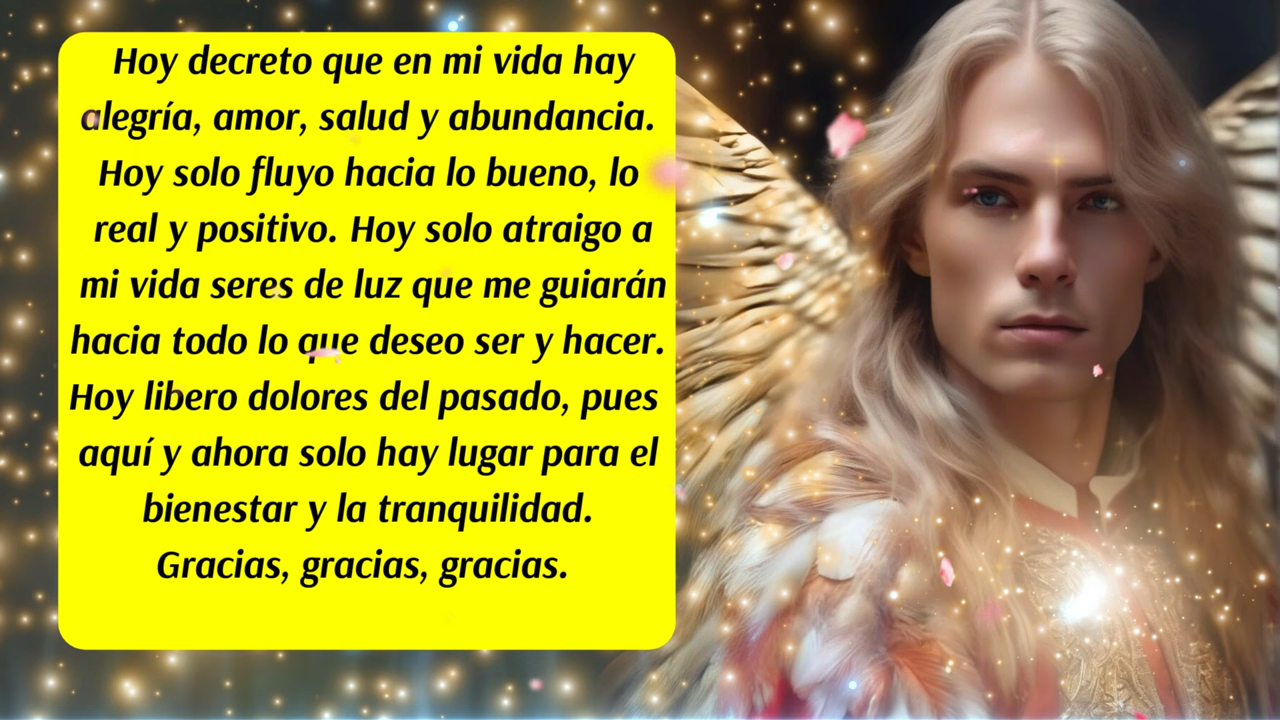 Hoy decreto que en mi vida hay
alegría, amor, salud y abundancia.
Hoy solo fluyo hacia lo bueno, lo
real y positivo. Hoy solo atraigo a
mi vida seres de luz que me guiarán
hacia todo lo que deseo ser y hacer.
Hoy libero dolores del pasado, pues
aquí y ahora solo hay lugar para el
bienestar y la tranquilidad.
Gracias, gracias, gracias.